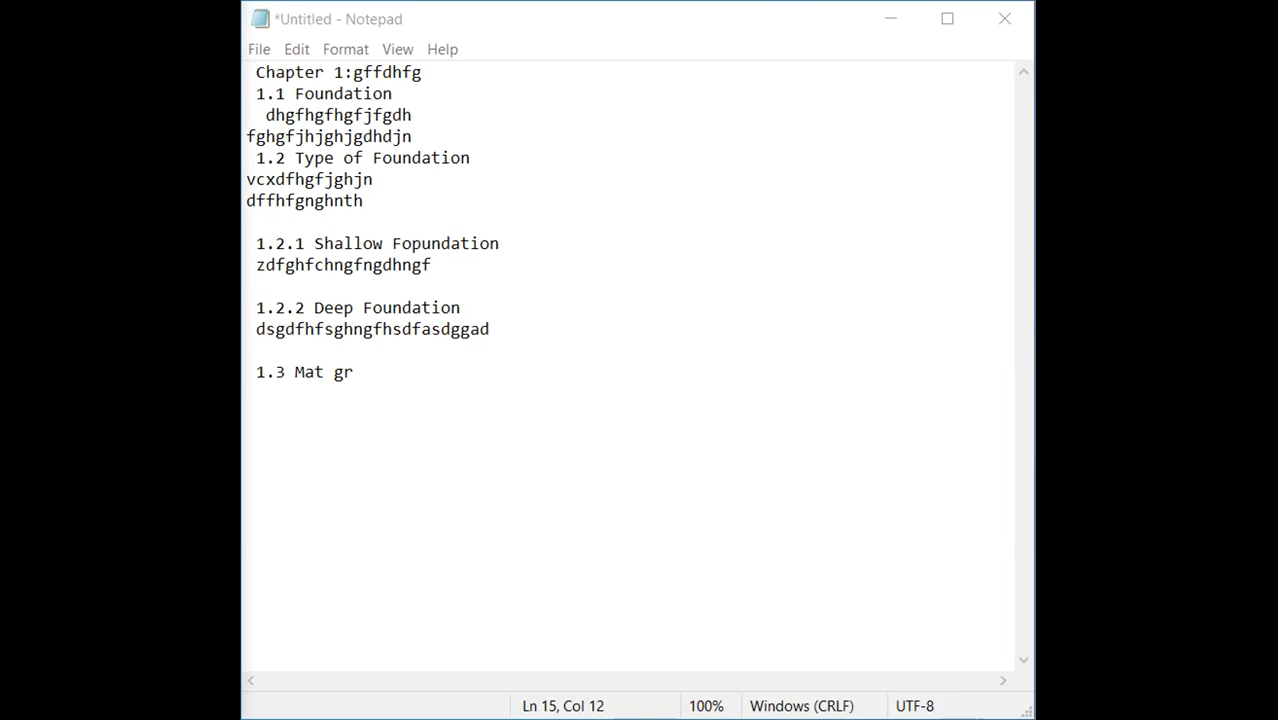 *Untitled - Notepad
File Edit Format View Help
Chapter 1:gffdhfg
1.1 Foundation
dhgfhgfhgfjfgdh
fghgfjhjghjgdhdjn
1.2 Type of Foundation
vcxdfhgfjghjn
dffhfgnghnth
1.2.1 Shallow Fopundation
zdfghfchngfngdhngf
1.2.2 Deep Foundation
dsgdfhfsghngfhsdfasdggad
1.3 Mat gr
Ln 15, Col 12 100% Windows (CRLF) UTF-8